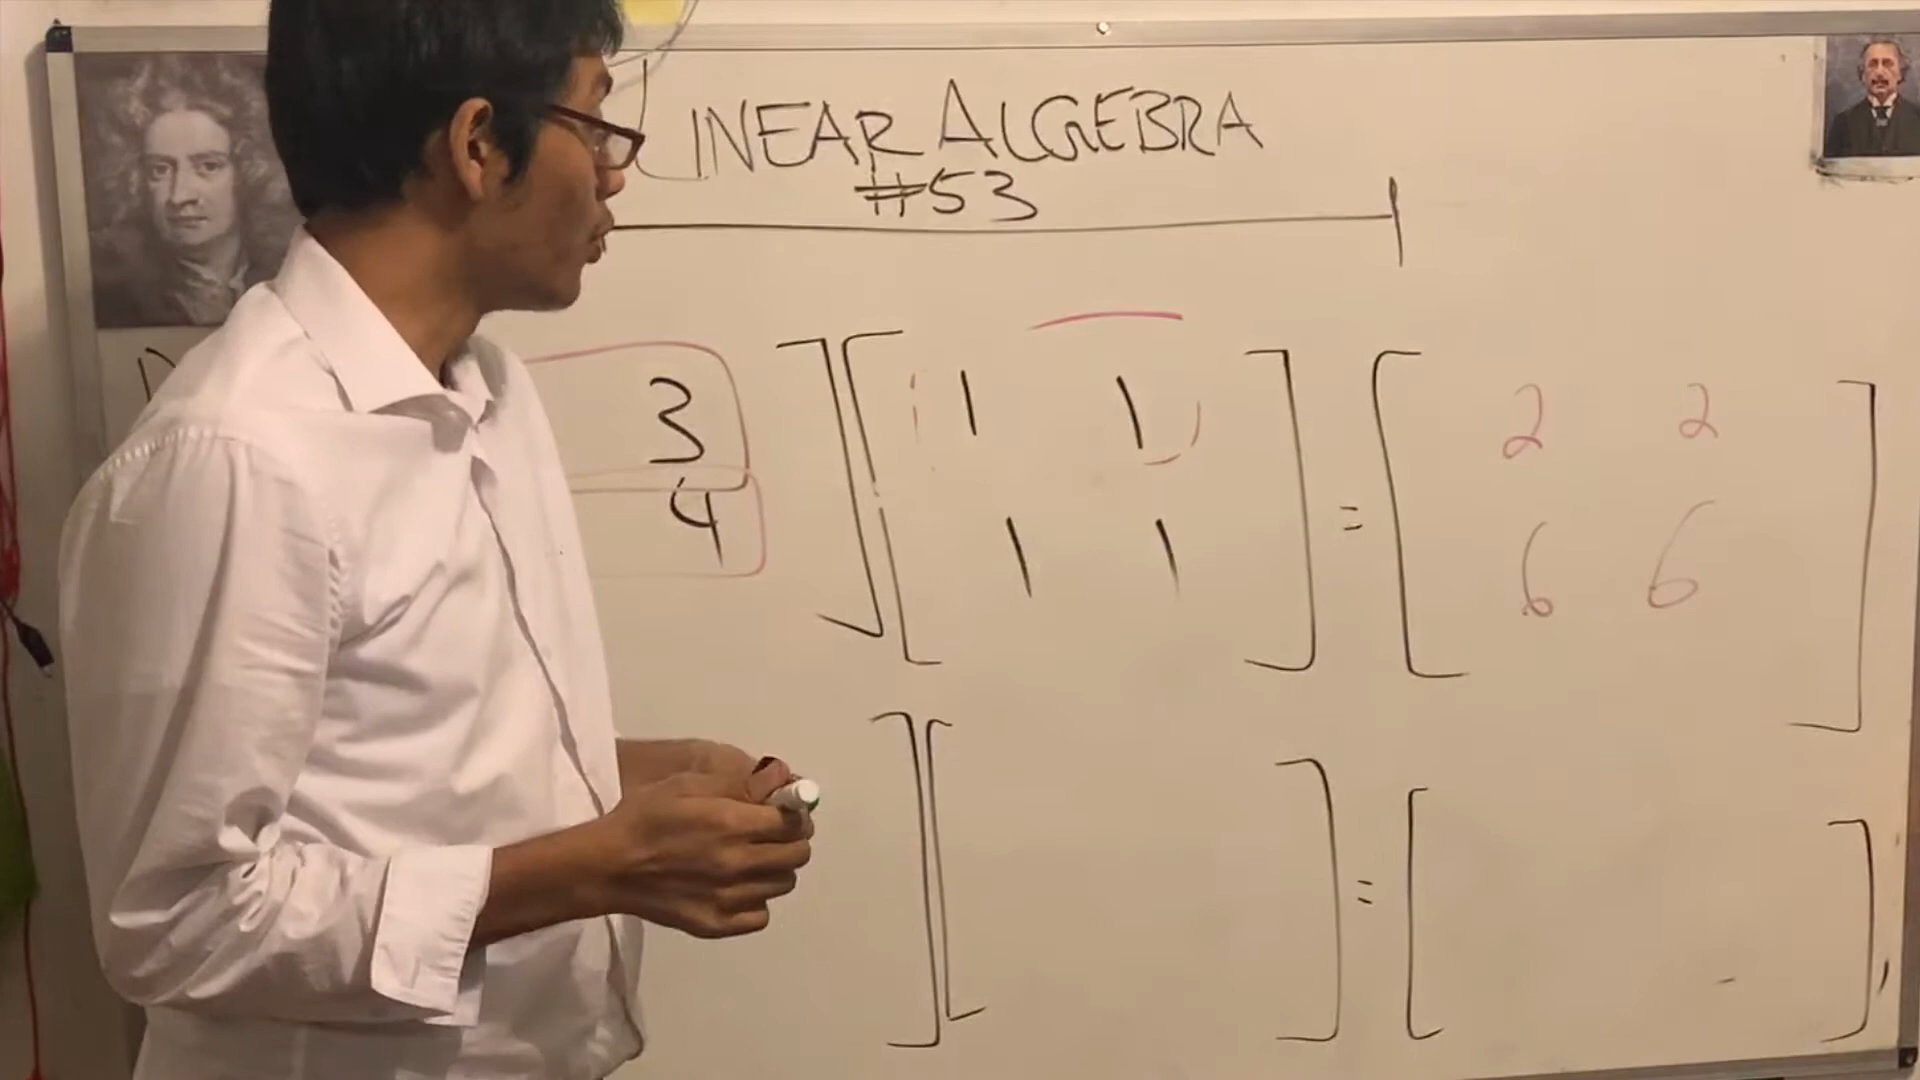 LINEAR ALGEBRA
#53
3 ] [ 1 1 ] = [ 2 2 ]
4 ] [ 1 1 ] = [ 6 6 ]
] [ ] = [ ]